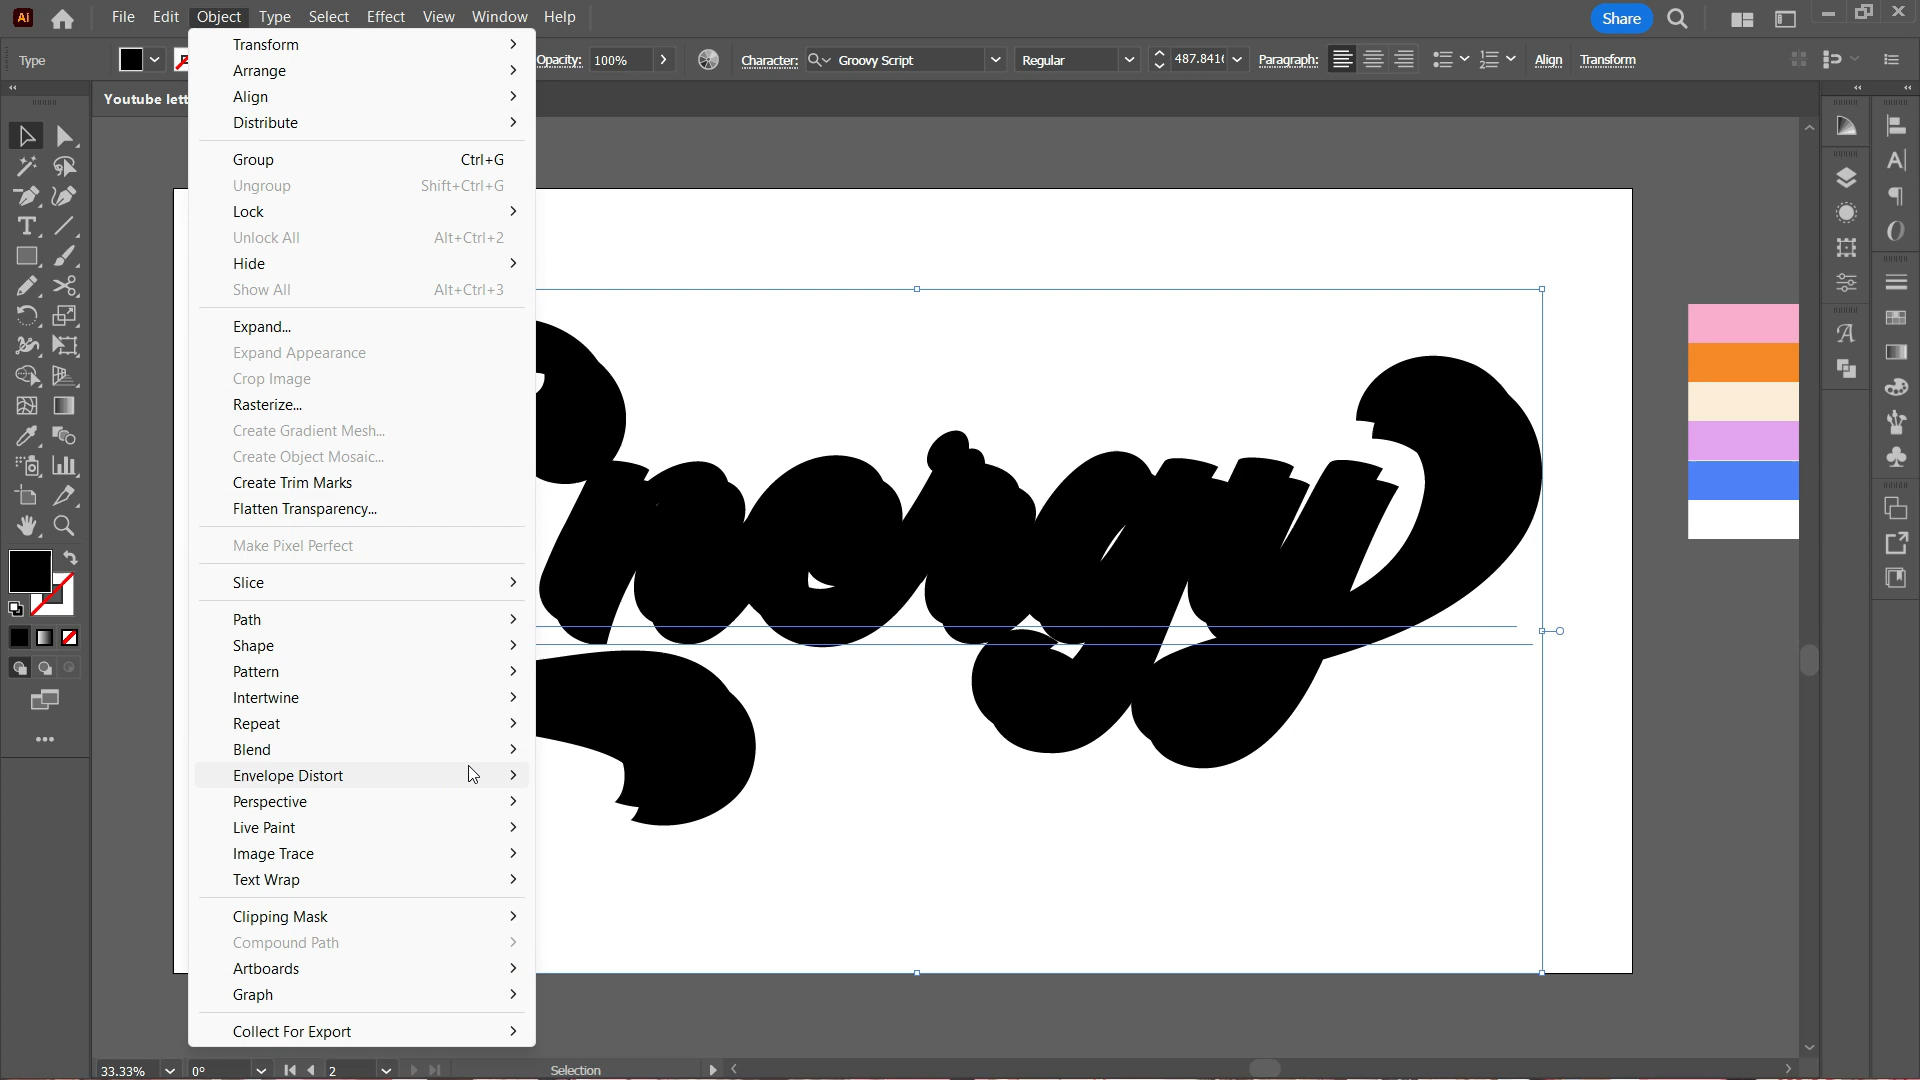 Ai File Edit Object Type Select Effect View Window Help Share
Type Opacity: 100% Character: Groovy Script Regular Paragraph: Align Transform
Youtube lett
Transform
Arrange
Align
Distribute
Group Ctrl+G
Ungroup Shift+Ctrl+G
Lock
Unlock All Alt+Ctrl+2
Hide
Show All Alt+Ctrl+3
Expand...
Expand Appearance
Crop Image
Rasterize...
Create Gradient Mesh...
Create Object Mosaic...
Create Trim Marks
Flatten Transparency...
Make Pixel Perfect
Slice
Path
Shape
Pattern
Intertwine
Repeat
Blend
Envelope Distort
Perspective
Live Paint
Image Trace
Text Wrap
Clipping Mask
Compound Path
Artboards
Graph
Collect For Export
33.33% 0° 2 Selection